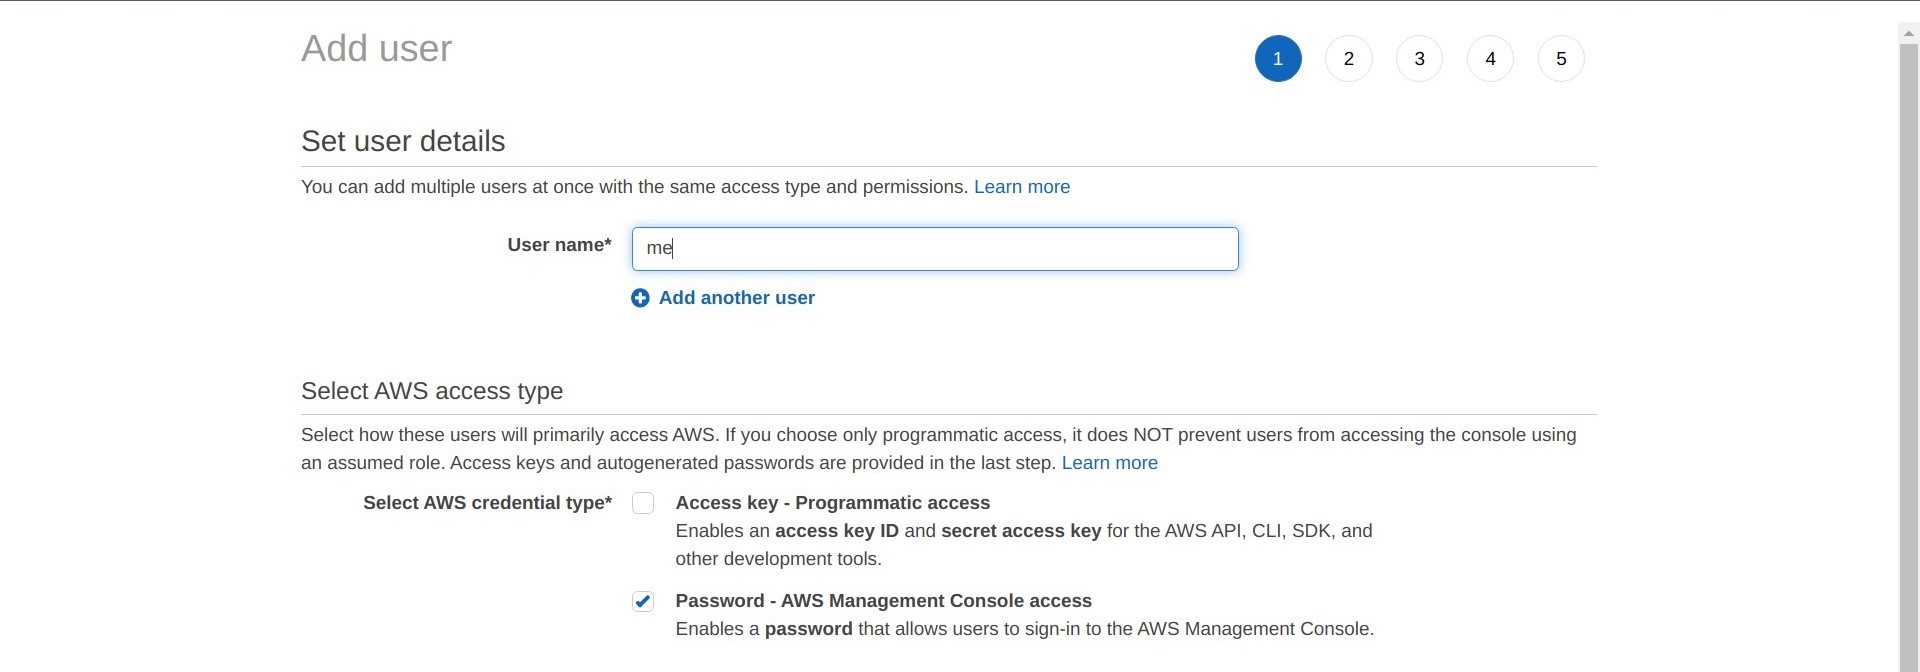 Add user
1 2 3 4 5
Set user details
You can add multiple users at once with the same access type and permissions. Learn more
User name* me
Add another user
Select AWS access type
Select how these users will primarily access AWS. If you choose only programmatic access, it does NOT prevent users from accessing the console using
an assumed role. Access keys and autogenerated passwords are provided in the last step. Learn more
Select AWS credential type* Access key - Programmatic access
Enables an access key ID and secret access key for the AWS API, CLI, SDK, and
other development tools.
Password - AWS Management Console access
Enables a password that allows users to sign-in to the AWS Management Console.